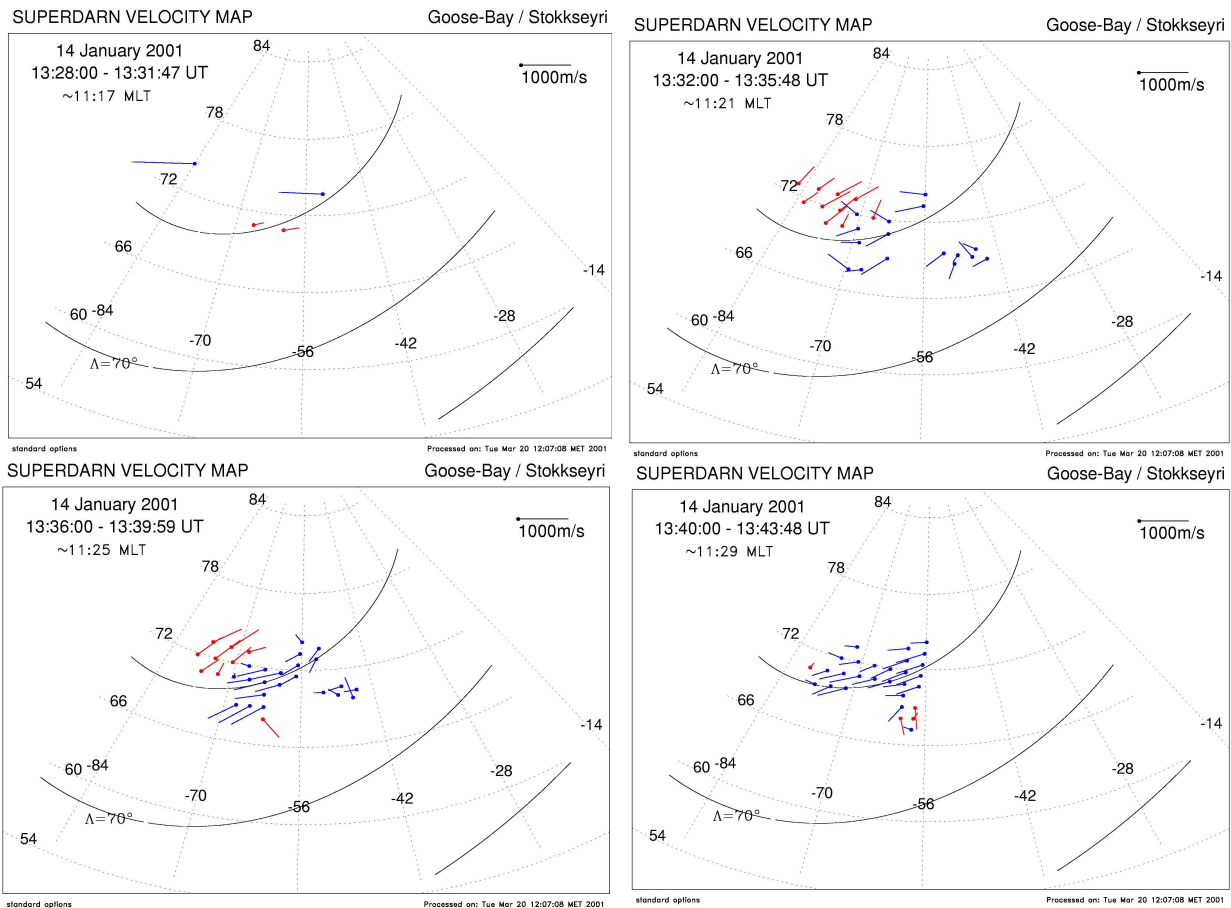 SUPERDARN VELOCITY MAP Goose-Bay / Stokkseyri
14 January 2001
13:28:00 - 13:31:47 UT
~11:17 MLT
1000m/s
84
78
72
66
60 -84
54
-70
-56
-42
-28
-14
Λ=70°
standard options Processed on: Tue Mar 20 12:07:08 MET 2001
SUPERDARN VELOCITY MAP Goose-Bay / Stokkseyri
14 January 2001
13:32:00 - 13:35:48 UT
~11:21 MLT
1000m/s
84
78
72
66
60 -84
54
-70
-56
-42
-28
-14
Λ=70°
standard options Processed on: Tue Mar 20 12:07:08 MET 2001
SUPERDARN VELOCITY MAP Goose-Bay / Stokkseyri
14 January 2001
13:36:00 - 13:39:59 UT
~11:25 MLT
1000m/s
84
78
72
66
60 -84
54
-70
-56
-42
-28
-14
Λ=70°
standard options Processed on: Tue Mar 20 12:07:08 MET 2001
SUPERDARN VELOCITY MAP Goose-Bay / Stokkseyri
14 January 2001
13:40:00 - 13:43:48 UT
~11:29 MLT
1000m/s
84
78
72
66
60 -84
54
-70
-56
-42
-28
-14
Λ=70°
standard options Processed on: Tue Mar 20 12:07:08 MET 2001